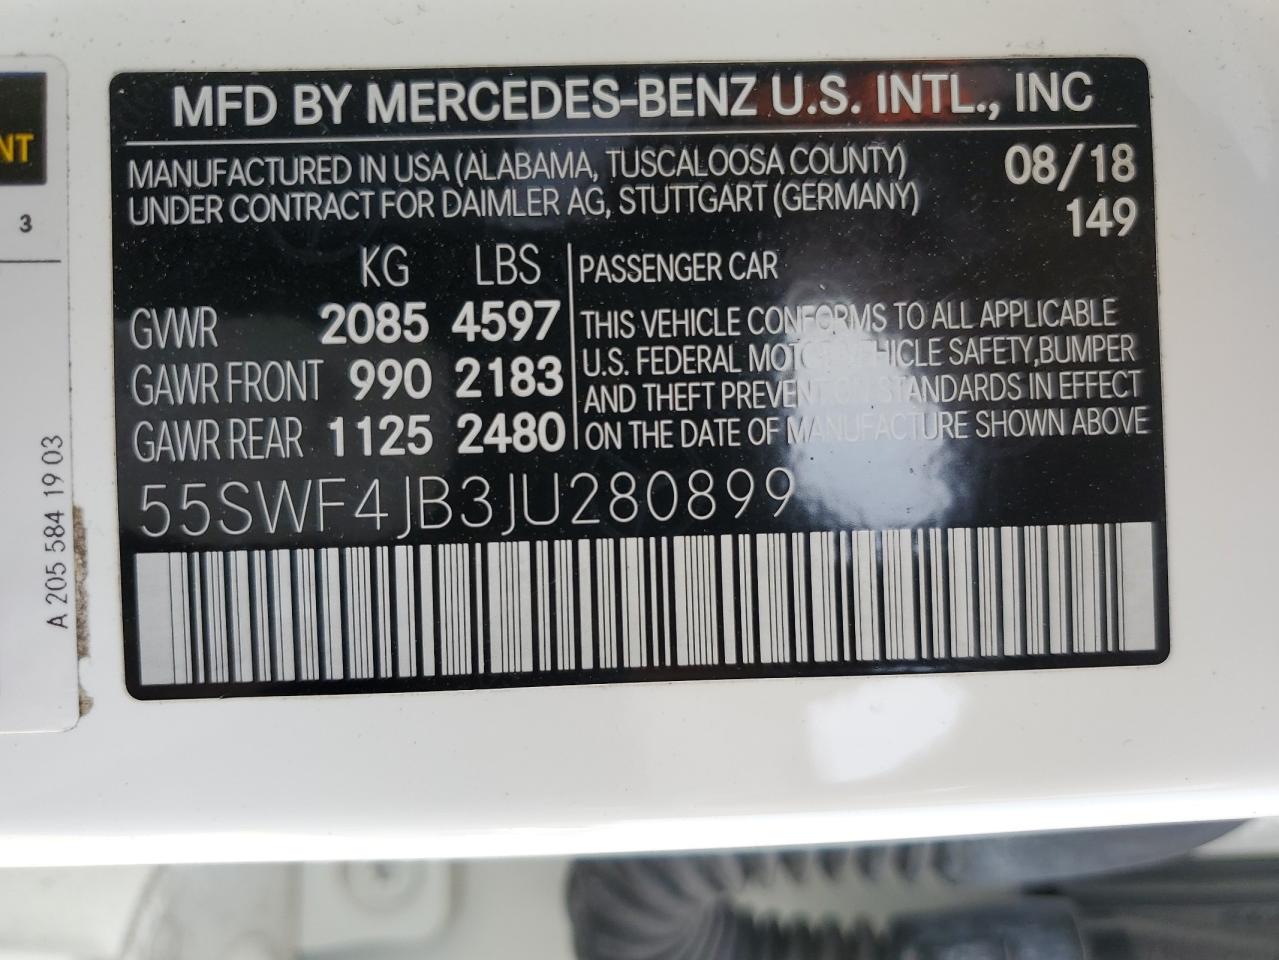 MFD BY MERCEDES-BENZ U.S. INTL., INC
MANUFACTURED IN USA (ALABAMA, TUSCALOOSA COUNTY) 08/18
UNDER CONTRACT FOR DAIMLER AG, STUTTGART (GERMANY) 149
KG LBS PASSENGER CAR
GVWR 2085 4597
GAWR FRONT 990 2183
GAWR REAR 1125 2480
THIS VEHICLE CONFORMS TO ALL APPLICABLE
U.S. FEDERAL MOTOR VEHICLE SAFETY,BUMPER
AND THEFT PREVENTION STANDARDS IN EFFECT
ON THE DATE OF MANUFACTURE SHOWN ABOVE
55SWF4JB3JU280899
NT
3
A 205 584 19 03